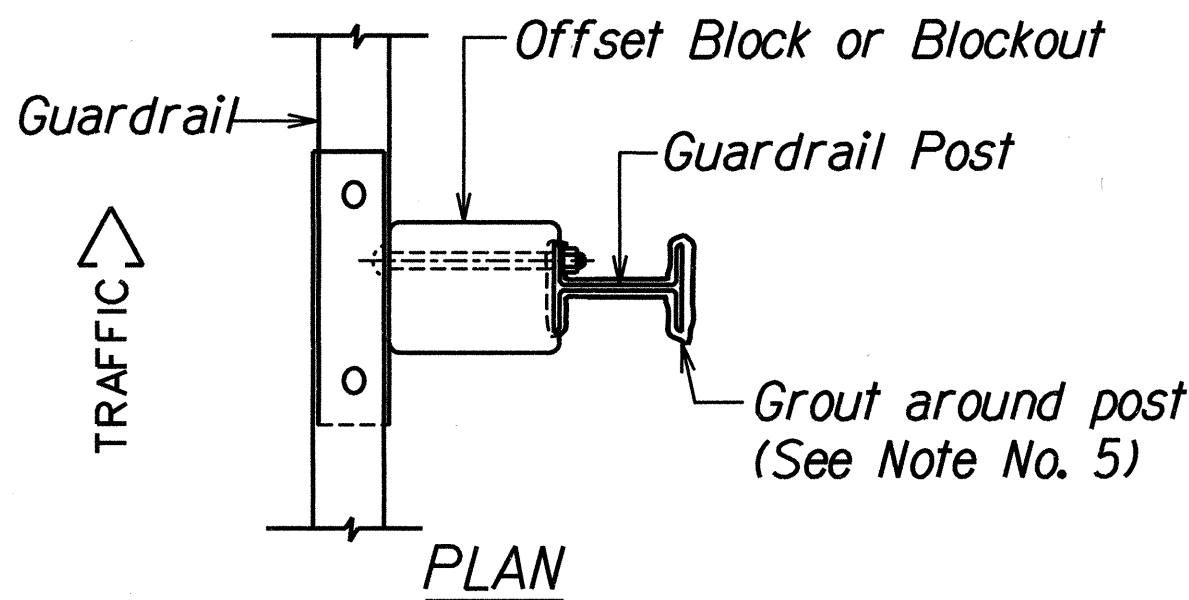 Offset Block or Blockout
Guardrail
Guardrail Post
TRAFFIC
Grout around post
(See Note No. 5)
PLAN